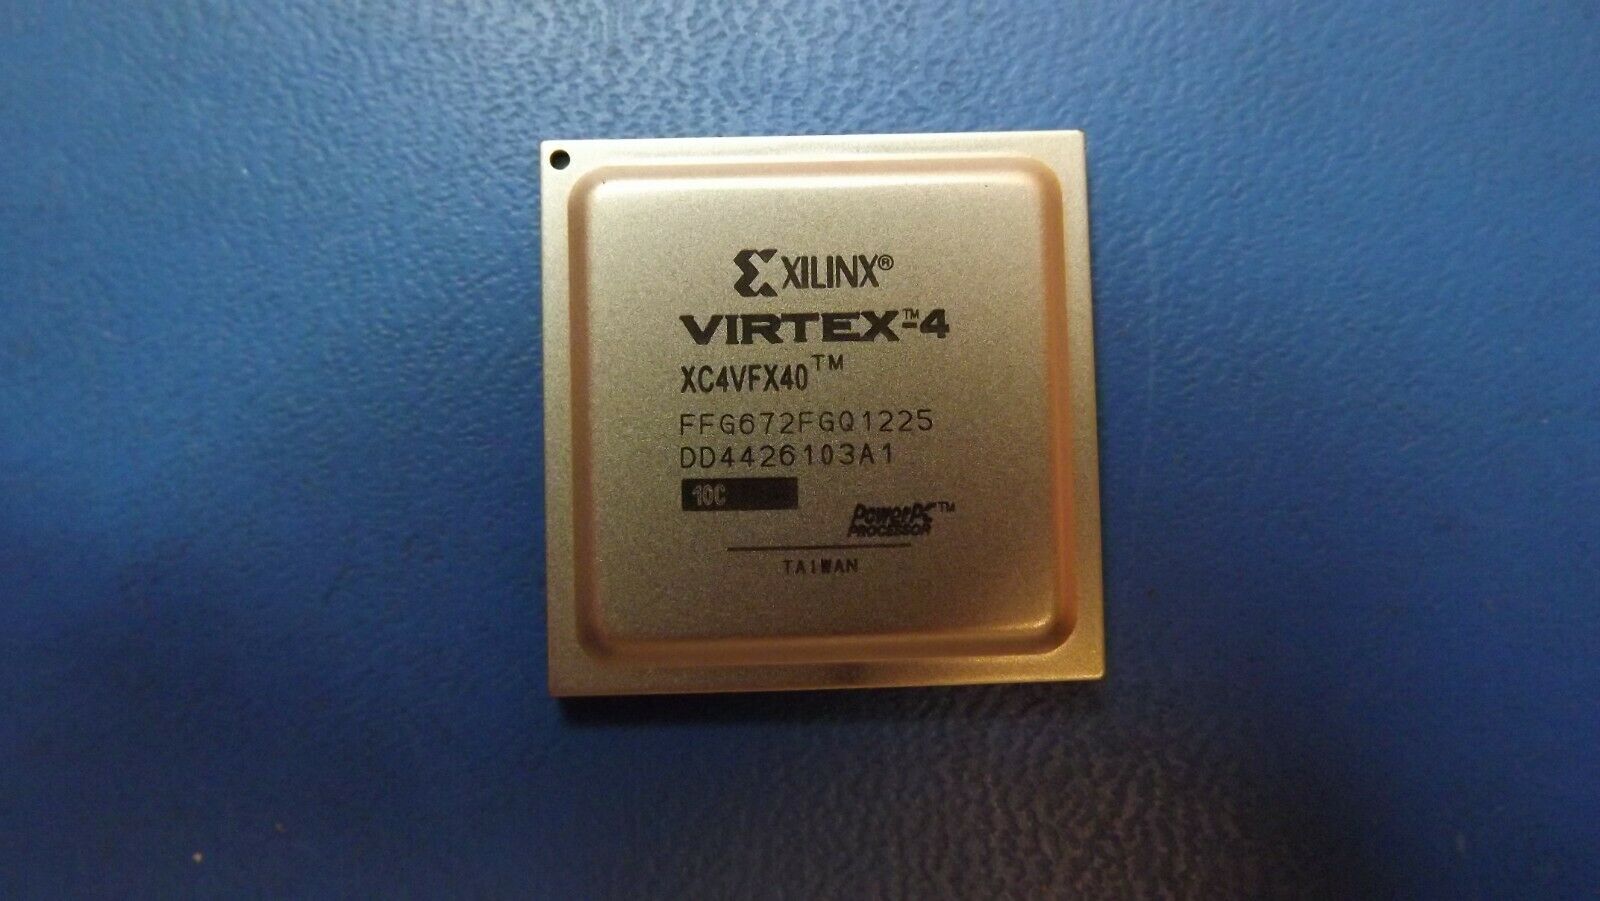 XILINX®
VIRTEX™-4
XC4VFX40™
FFG672FGQ1225
DD4426103A1
10C
PowerPC™
PROCESSOR
TAIWAN